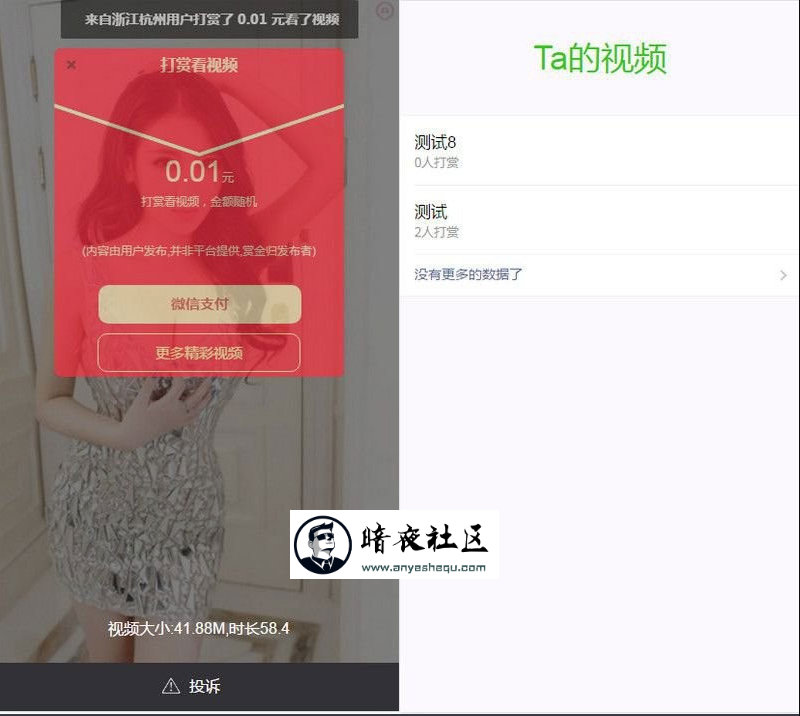 来自浙江杭州用户打赏了 0.01 元看了视频
×
打赏看视频
0.01元
打赏看视频，金额随机
(内容由用户发布,并非平台提供,赏金归发布者)
微信支付
更多精彩视频
视频大小:41.88M,时长58.4
投诉
Ta的视频
测试8
0人打赏
测试
2人打赏
没有更多的数据了
暗夜社区
www.anyeshequ.com